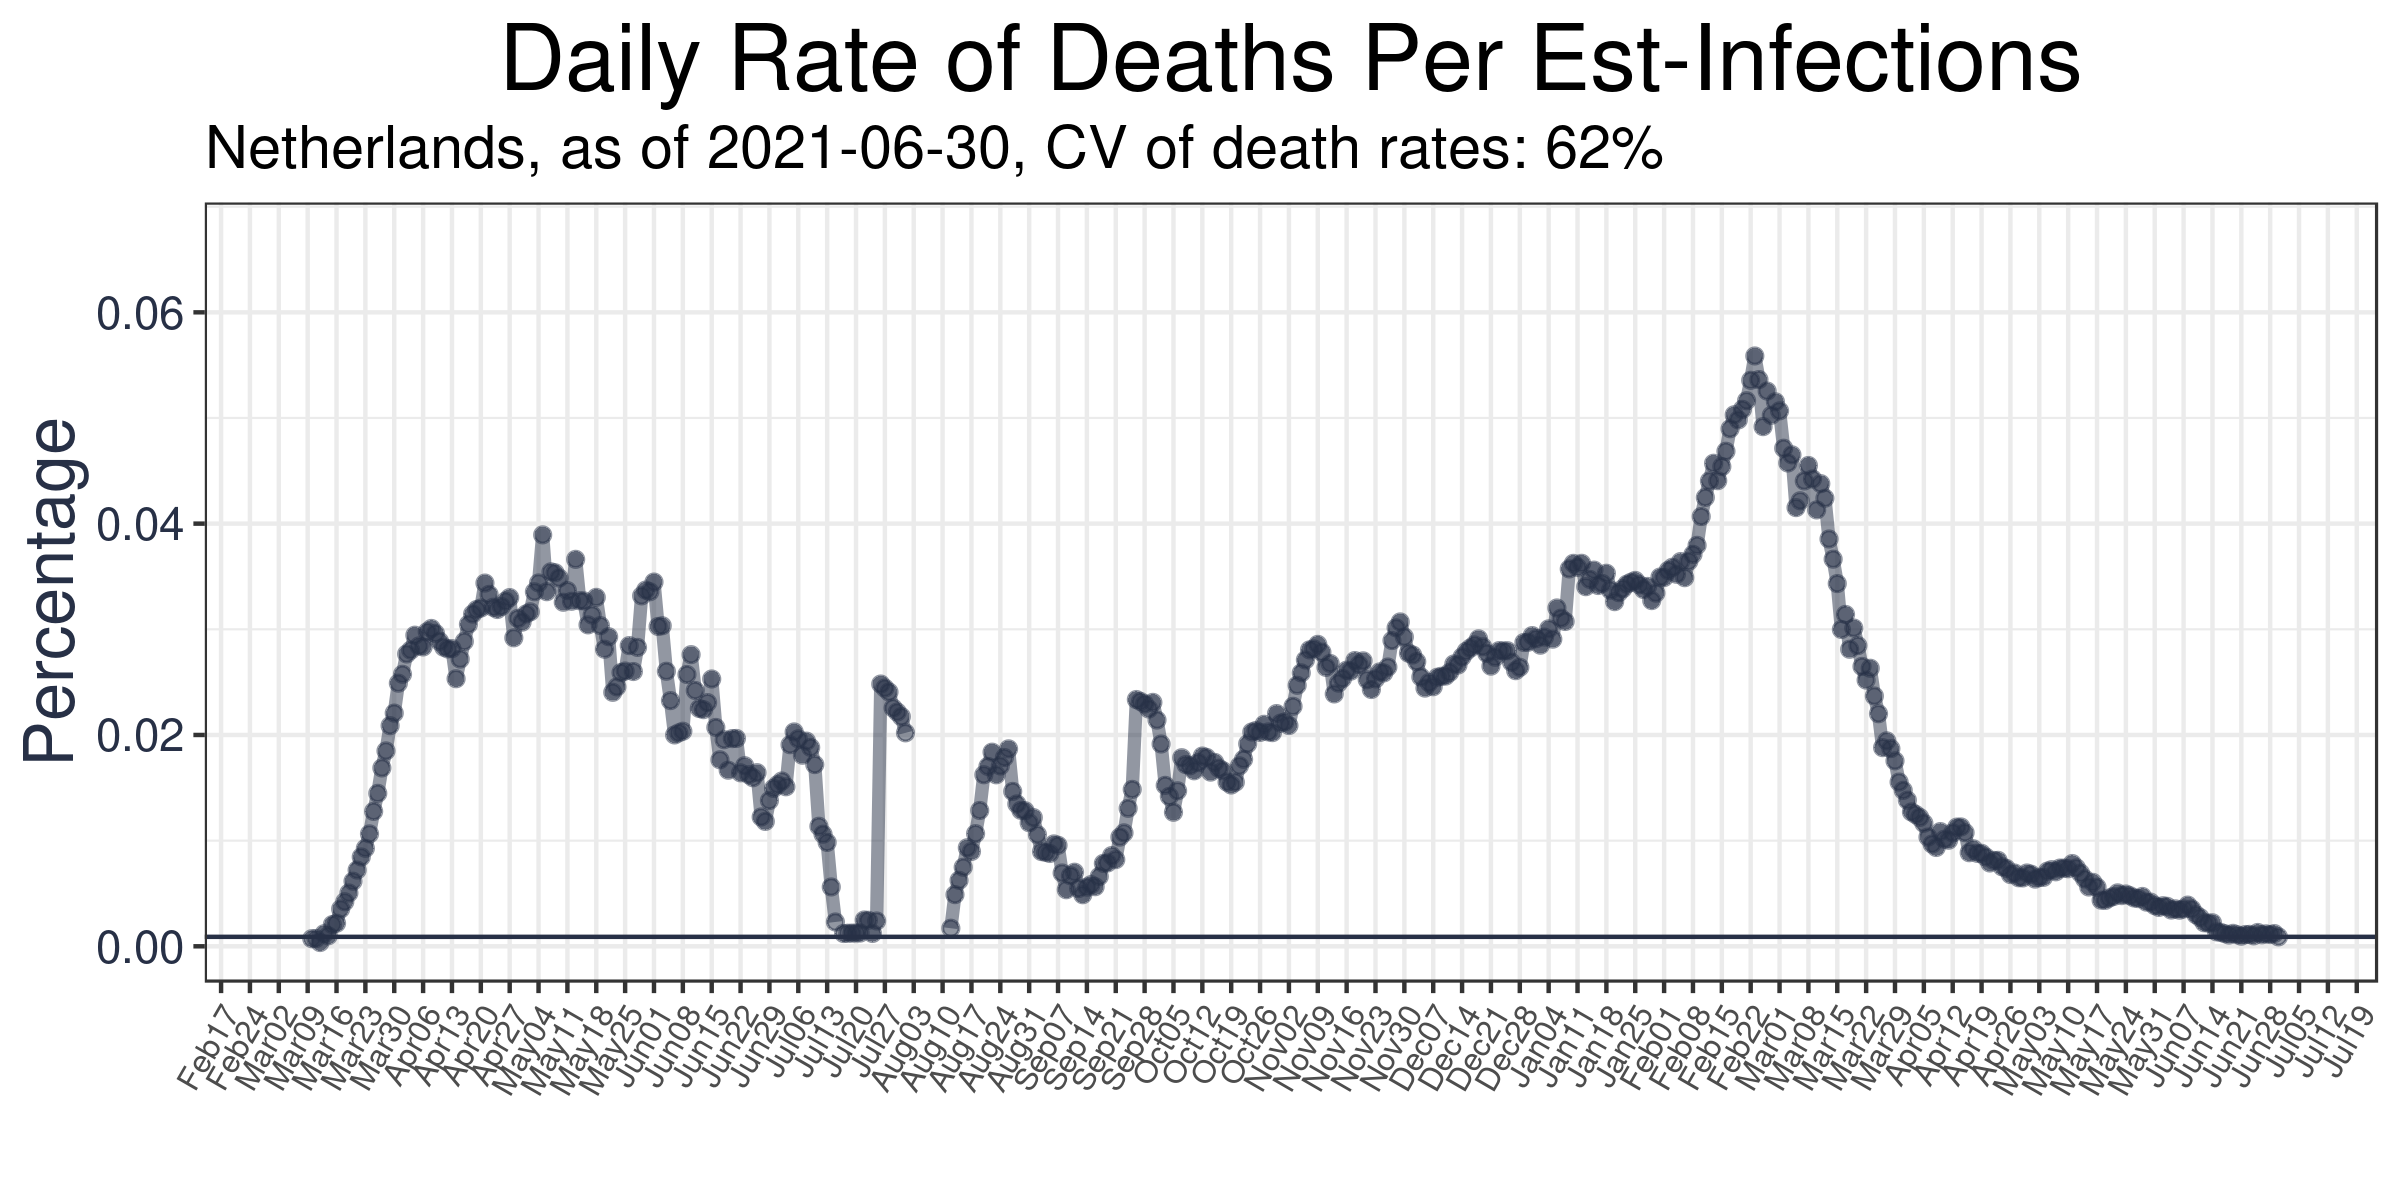 Daily Rate of Deaths Per Est-Infections
Netherlands, as of 2021-06-30, CV of death rates: 62%
Percentage
0.06
0.04
0.02
0.00
Feb17
Feb24
Mar02
Mar09
Mar16
Mar23
Mar30
Apr06
Apr13
Apr20
Apr27
May04
May11
May18
May25
Jun01
Jun08
Jun15
Jun22
Jun29
Jul06
Jul13
Jul20
Jul27
Aug03
Aug10
Aug17
Aug24
Aug31
Sep07
Sep14
Sep21
Sep28
Oct05
Oct12
Oct19
Oct26
Nov02
Nov09
Nov16
Nov23
Nov30
Dec07
Dec14
Dec21
Dec28
Jan04
Jan11
Jan18
Jan25
Feb01
Feb08
Feb15
Feb22
Mar01
Mar08
Mar15
Mar22
Mar29
Apr05
Apr12
Apr19
Apr26
May03
May10
May17
May24
May31
Jun07
Jun14
Jun21
Jun28
Jul05
Jul12
Jul19